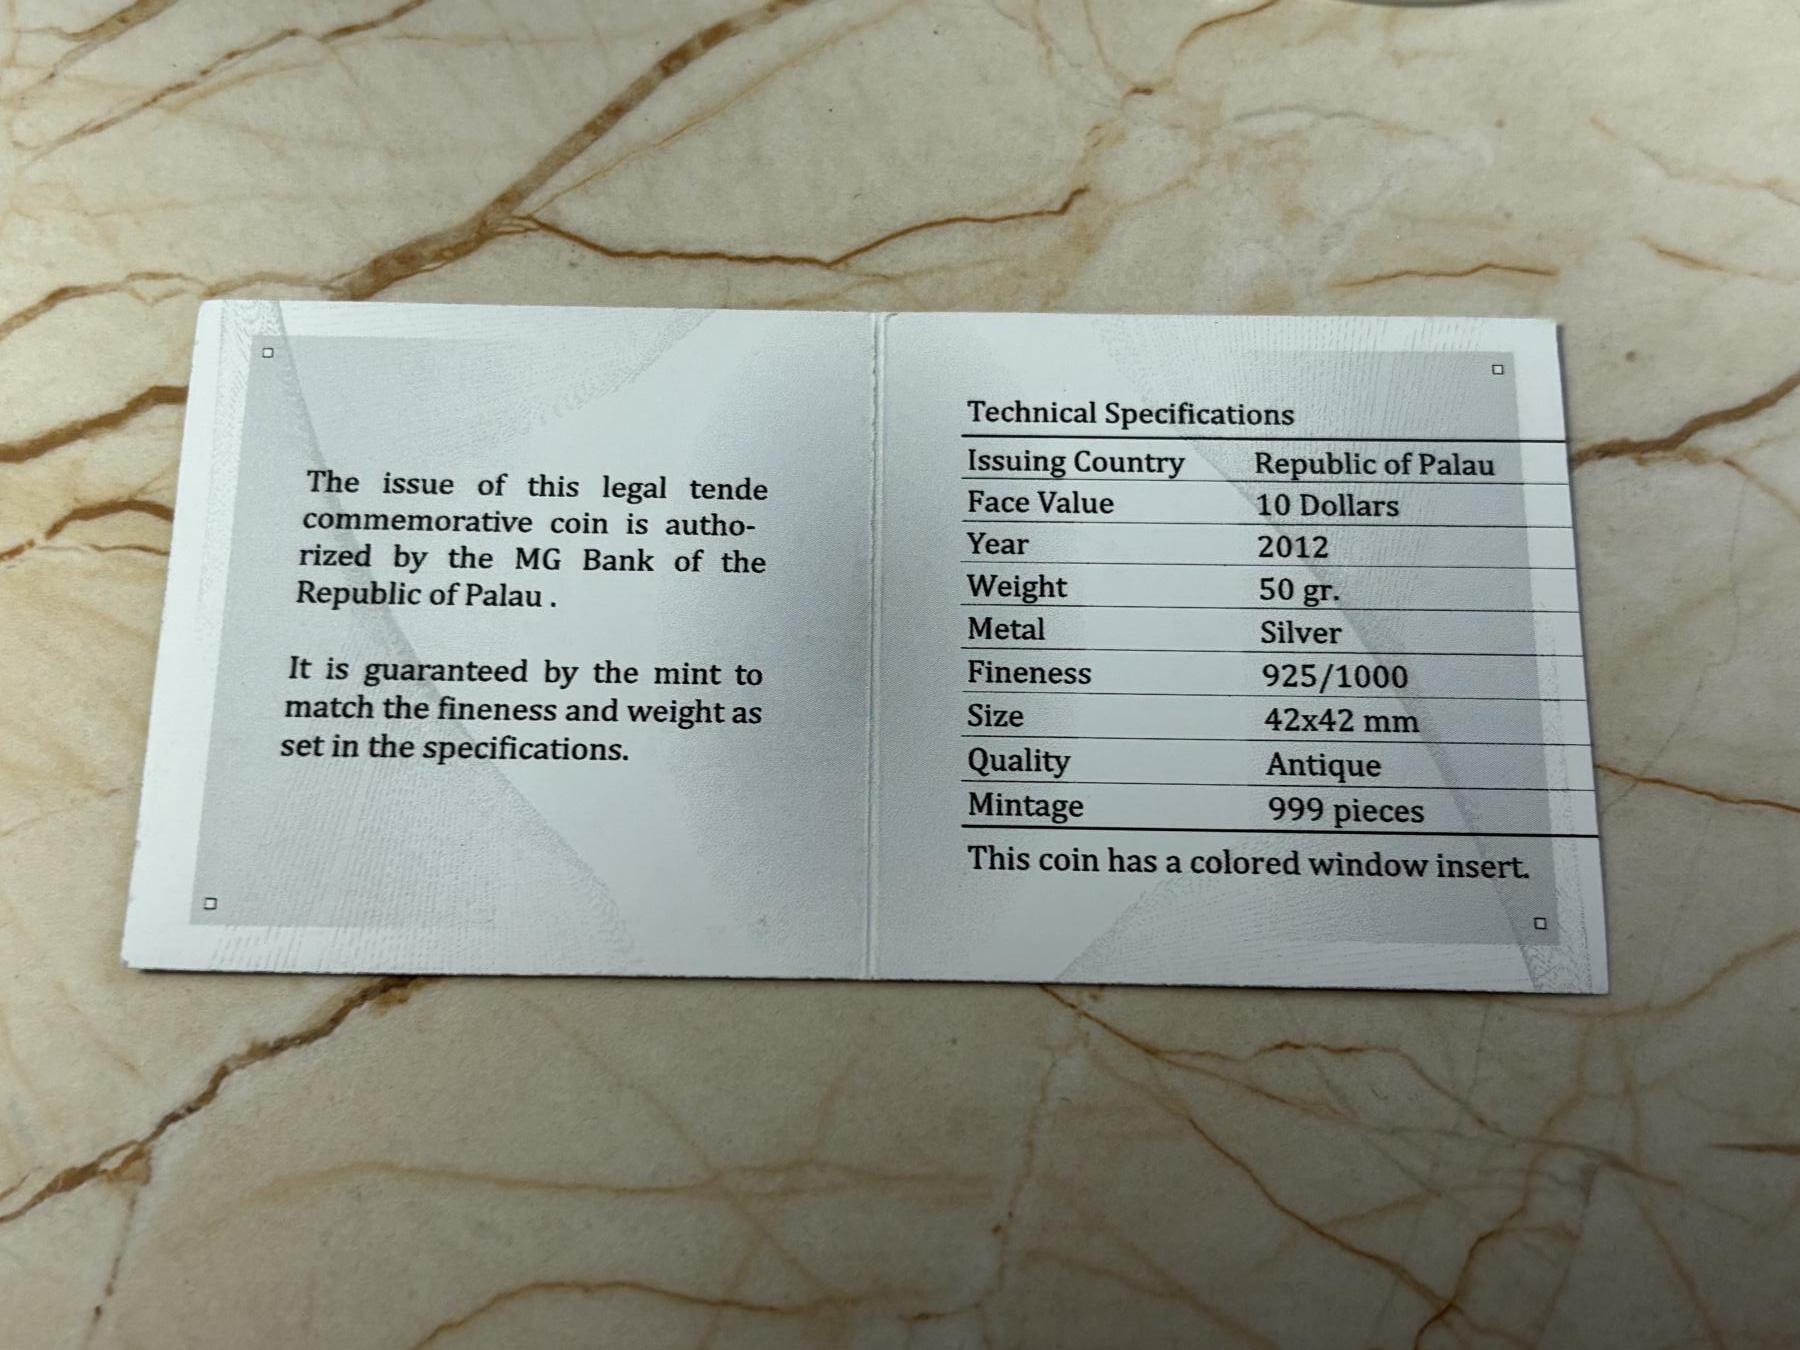 The issue of this legal tende
commemorative coin is autho-
rized by the MG Bank of the
Republic of Palau .
It is guaranteed by the mint to
match the fineness and weight as
set in the specifications.
Technical Specifications
Issuing Country Republic of Palau
Face Value 10 Dollars
Year 2012
Weight 50 gr.
Metal Silver
Fineness 925/1000
Size 42x42 mm
Quality Antique
Mintage 999 pieces
This coin has a colored window insert.